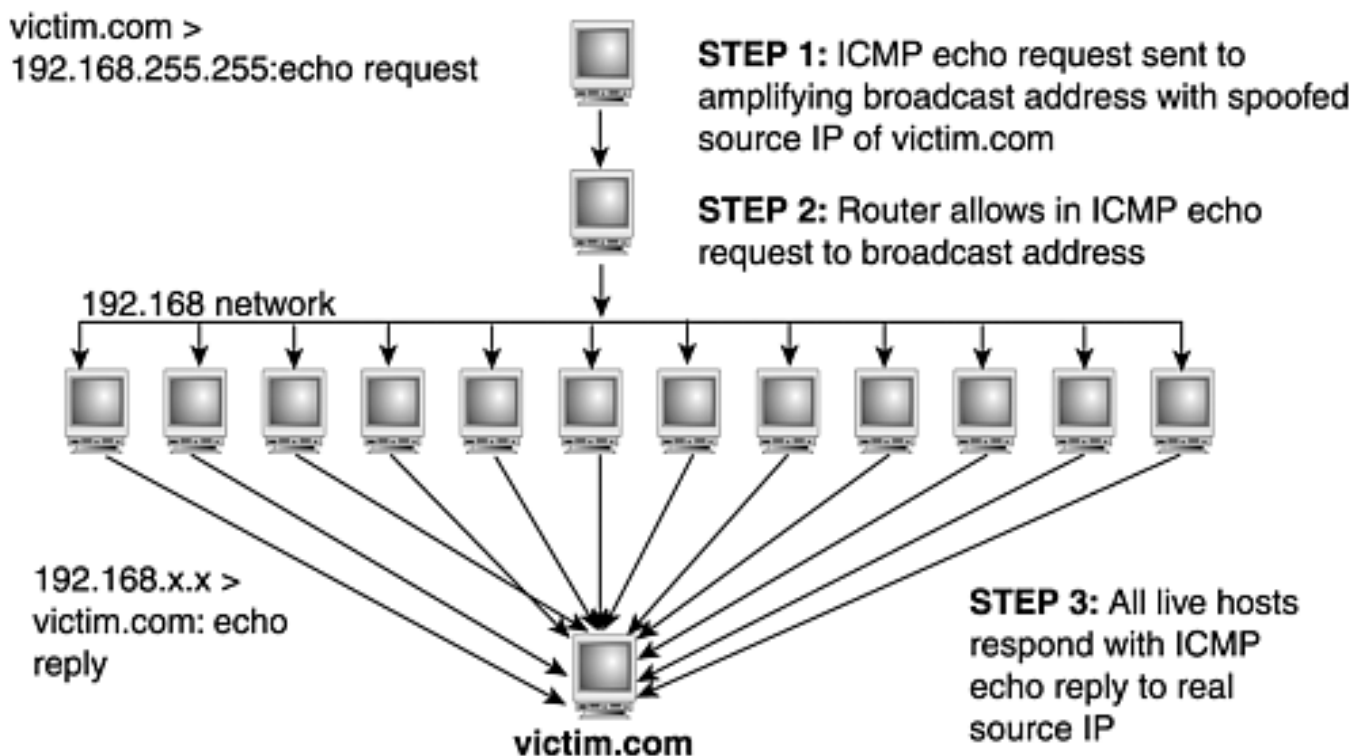 victim.com >
192.168.255.255:echo request
STEP 1: ICMP echo request sent to
amplifying broadcast address with spoofed
source IP of victim.com
STEP 2: Router allows in ICMP echo
request to broadcast address
192.168 network
192.168.x.x >
victim.com: echo
reply
STEP 3: All live hosts
respond with ICMP
echo reply to real
source IP
victim.com